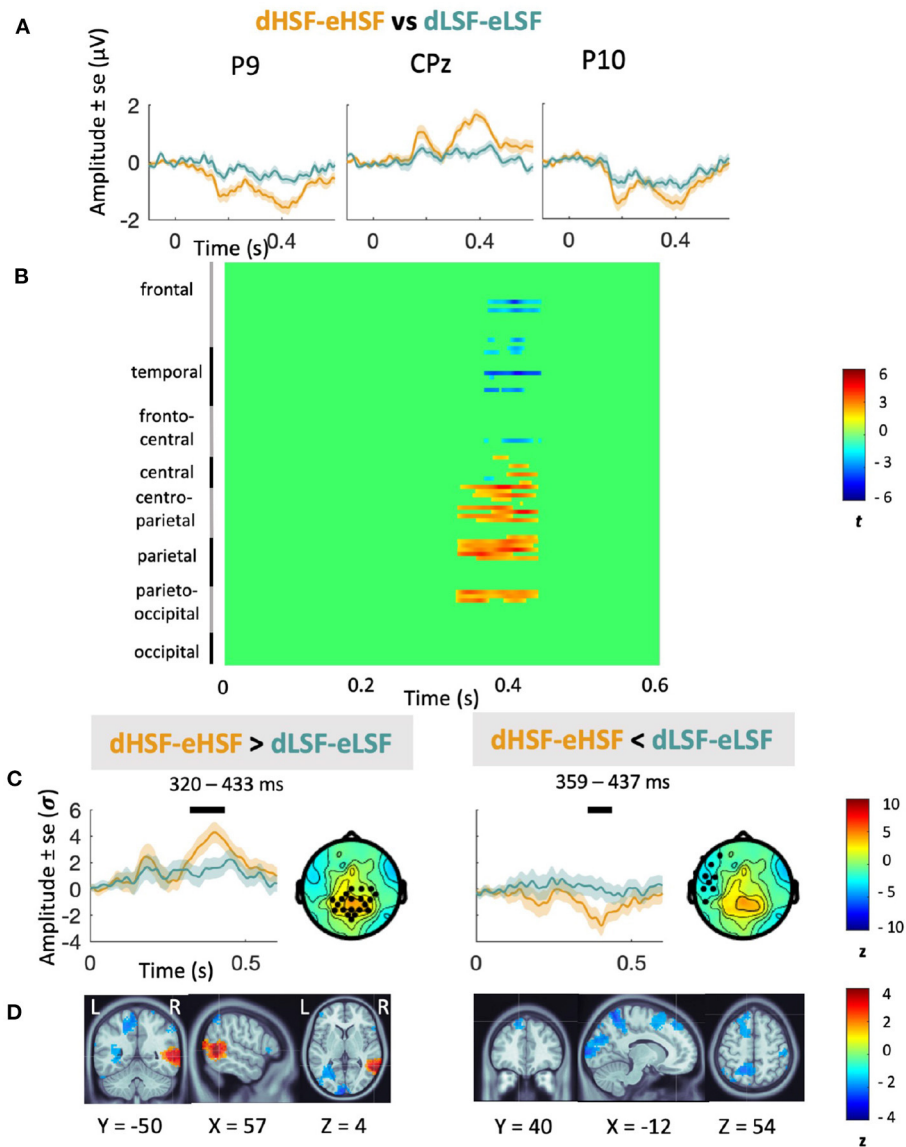 A
dHSF-eHSF vs dLSF-eLSF
P9 CPz P10
Amplitude ± se (μV)
2
0
-2
0 0.4 0 0.4 0 0.4
Time (s)
B
frontal
temporal
fronto-
central
central
centro-
parietal
parietal
parieto-
occipital
occipital
0 0.2 0.4 0.6
Time (s)
6
3
0
- 3
- 6
t
dHSF-eHSF > dLSF-eLSF
dHSF-eHSF < dLSF-eLSF
C
320 – 433 ms
359 – 437 ms
Amplitude ± se (σ)
6
4
2
0
-2
-4
0 0.5
Time (s)
0 0.5
10
5
0
- 5
- 10
z
D
L R L R
Y = -50 X = 57 Z = 4
Y = 40 X = -12 Z = 54
4
2
0
- 2
- 4
z